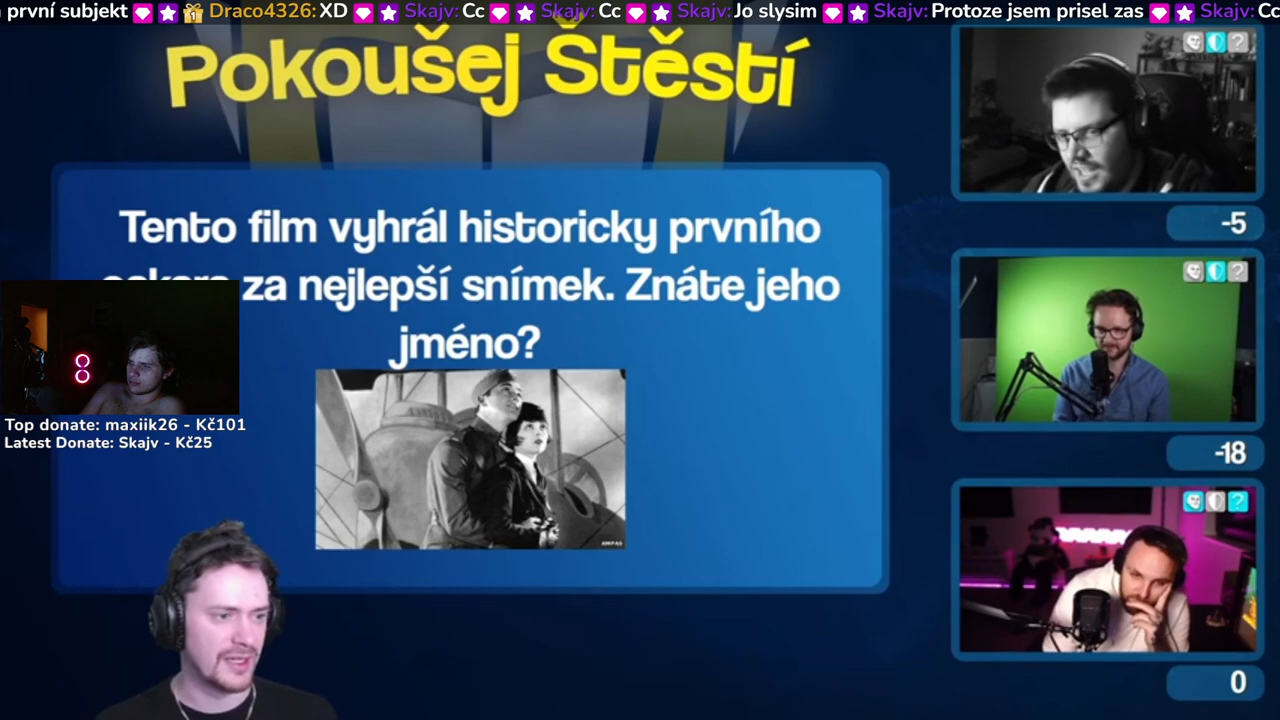 první subjekt Draco4326: XD Skajv: Cc Skajv: Cc Skajv: Jo slysim Skajv: Protoze jsem prisel zas Skajv: Cc
Pokoušej Štěstí
Tento film vyhrál historicky prvního
za nejlepší snímek. Znáte jeho
jméno?
Top donate: maxiik26 - Kč101
Latest Donate: Skajv - Kč25
AMPAS
-5
-18
0